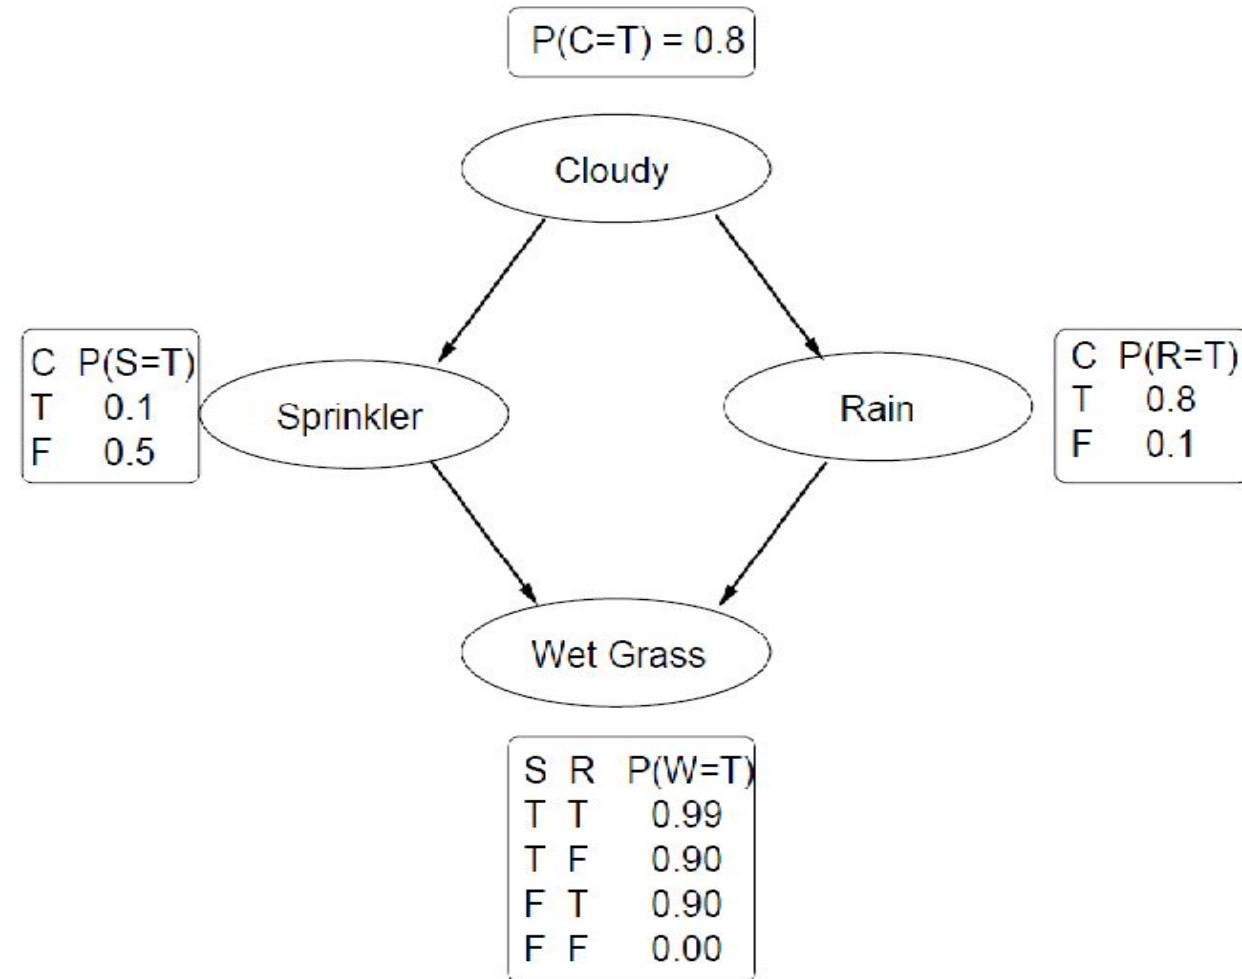 P(C=T) = 0.8
Cloudy
C P(S=T)
T 0.1
F 0.5
Sprinkler
Rain
C P(R=T)
T 0.8
F 0.1
Wet Grass
S R P(W=T)
T T 0.99
T F 0.90
F T 0.90
F F 0.00